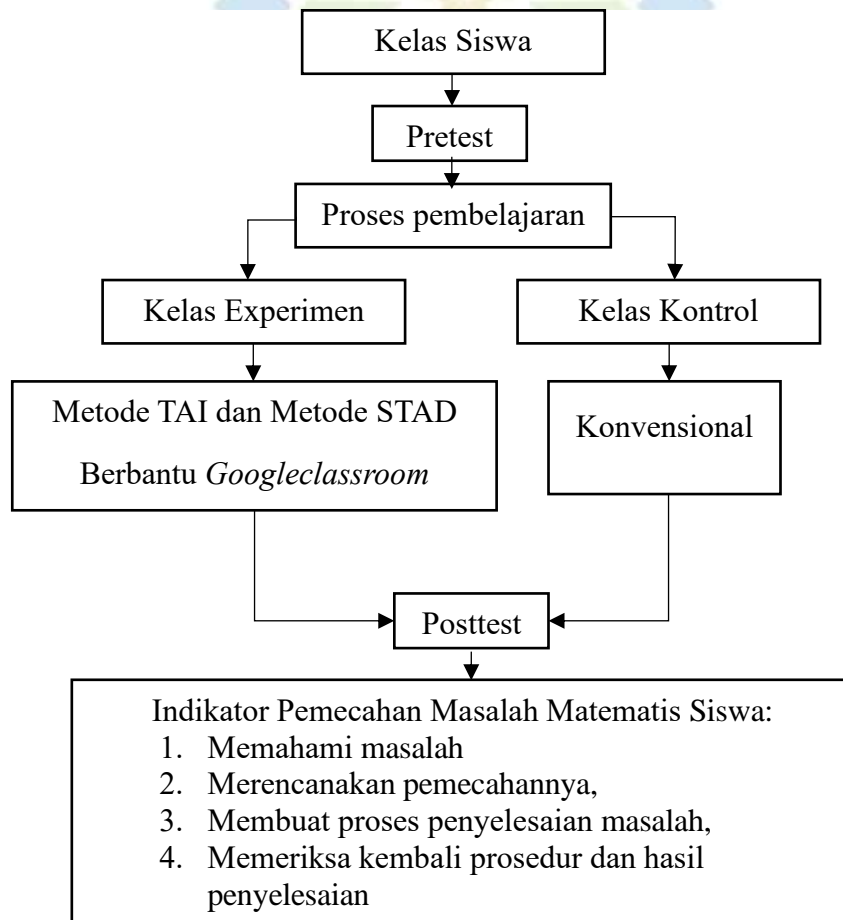 Kelas Siswa
Pretest
Proses pembelajaran
Kelas Experimen
Kelas Kontrol
Metode TAI dan Metode STAD
Berbantu Googleclassroom
Konvensional
Posttest
Indikator Pemecahan Masalah Matematis Siswa:
1. Memahami masalah
2. Merencanakan pemecahannya,
3. Membuat proses penyelesaian masalah,
4. Memeriksa kembali prosedur dan hasil
penyelesaian